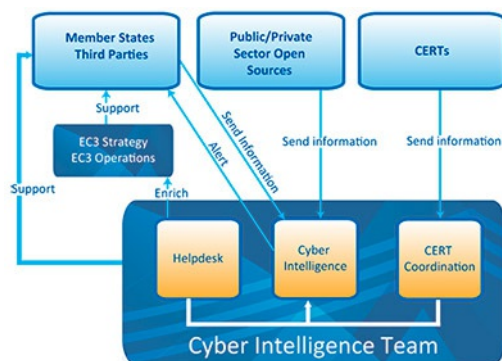 Member States
Third Parties
Public/Private
Sector Open
Sources
CERTs
Support
EC3 Strategy
EC3 Operations
Alert
Send Information
Send information
Send information
Support
Enrich
Helpdesk
Cyber
Intelligence
CERT
Coordination
Cyber Intelligence Team